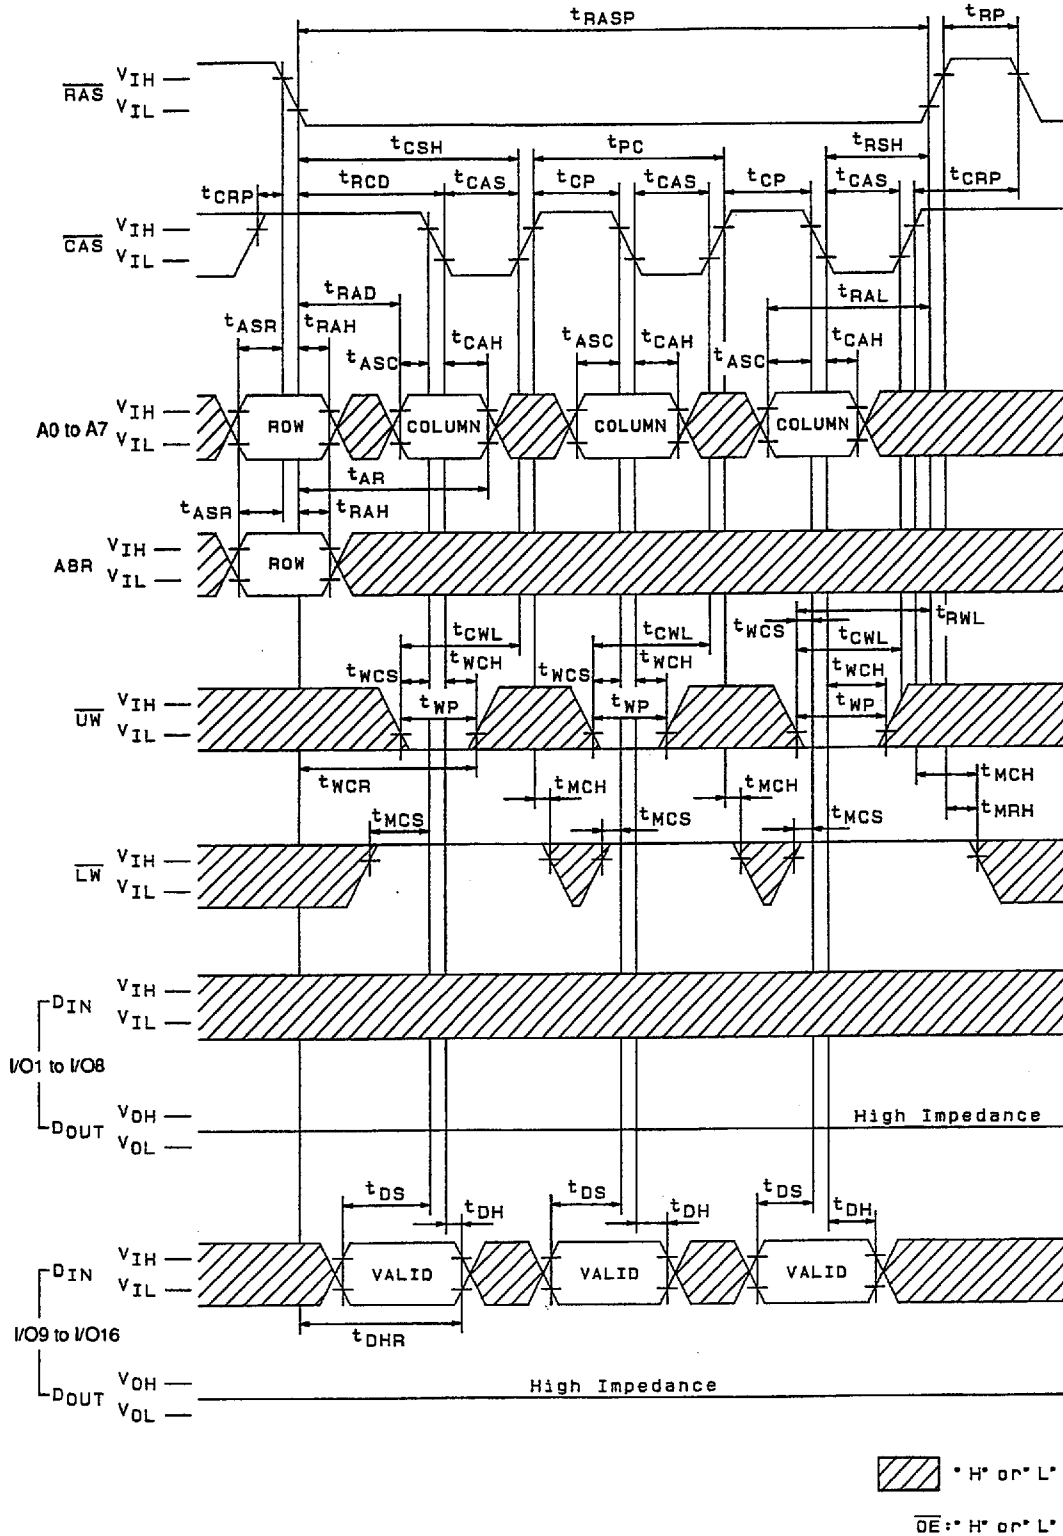 tRASP tRP
RAS VIH VIL
tCSH tPC tRSH
tCRP tRCD tCAS tCP tCAS tCP tCAS tCRP
CAS VIH VIL
tRAD tRAL
tASR tRAH tASC tCAH tASC tCAH tASC tCAH
A0 to A7 VIH VIL ROW COLUMN COLUMN COLUMN
tAR
tASR tRAH
A8R VIH VIL ROW
tCWL tCWL tWCS tRWL tCWL
tWCS tWCH tWCS tWCH tWCH
UW VIH VIL tWP tWP tWP
tWCR tMCH tMCH tMCH
tMCS tMCS tMCS tMRH
LW VIH VIL
I/O1 to I/O8
DIN VIH VIL
DOUT VOH VOL High Impedance
tDS tDH tDS tDH tDS tDH
I/O9 to I/O16
DIN VIH VIL VALID VALID VALID
tDHR
DOUT VOH VOL High Impedance
"H" or "L"
OE: "H" or "L"